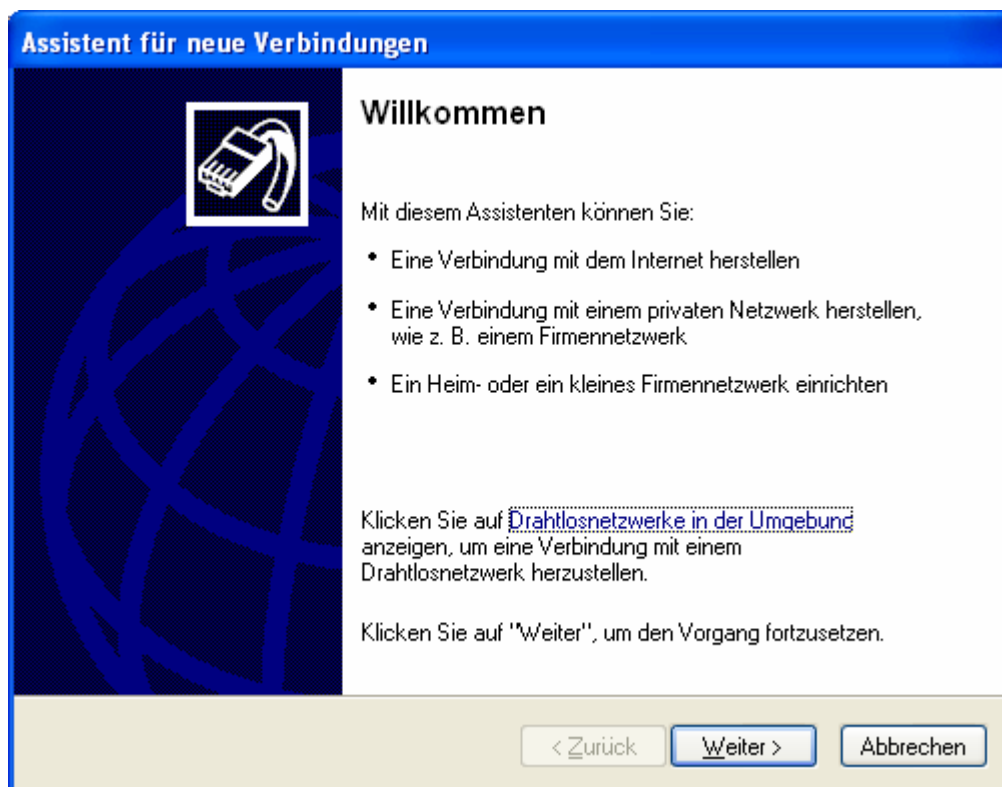 Assistent für neue Verbindungen
Willkommen
Mit diesem Assistenten können Sie:
• Eine Verbindung mit dem Internet herstellen
• Eine Verbindung mit einem privaten Netzwerk herstellen,
wie z. B. einem Firmennetzwerk
• Ein Heim- oder ein kleines Firmennetzwerk einrichten
Klicken Sie auf Drahtlosnetzwerke in der Umgebung
anzeigen, um eine Verbindung mit einem
Drahtlosnetzwerk herzustellen.
Klicken Sie auf "Weiter", um den Vorgang fortzusetzen.
< Zurück Weiter > Abbrechen